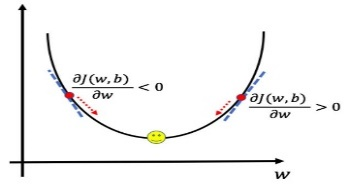 ∂J(w, b)/∂w < 0
∂J(w, b)/∂w > 0
w